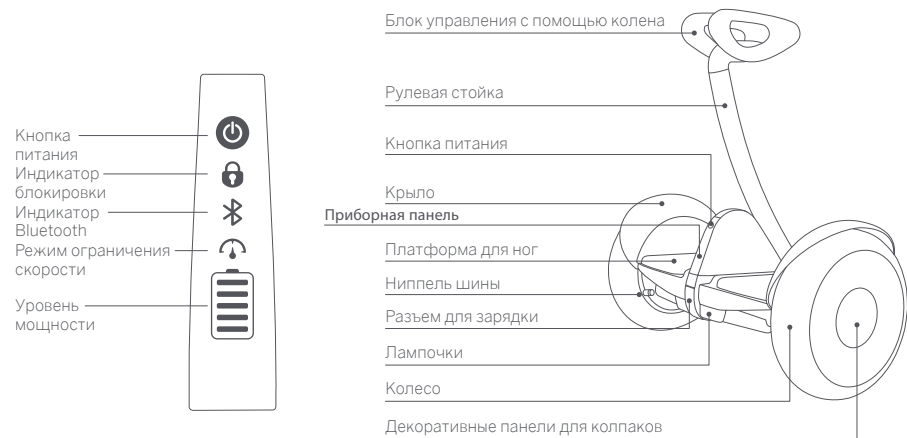 Кнопка
питания
Индикатор
блокировки
Индикатор
Bluetooth
Режим ограничения
скорости
Уровень
мощности
Блок управления с помощью колена
Рулевая стойка
Кнопка питания
Крыло
Приборная панель
Платформа для ног
Ниппель шины
Разъем для зарядки
Лампочки
Колесо
Декоративные панели для колпаков